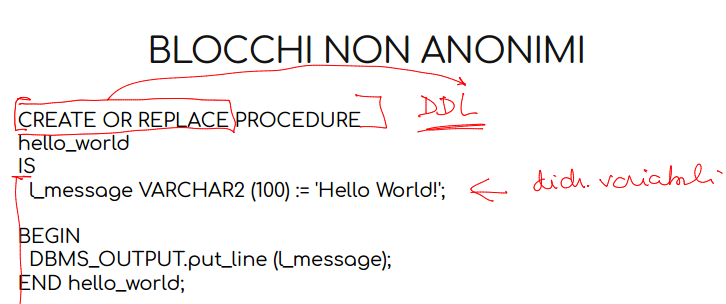 BLOCCHI NON ANONIMI
CREATE OR REPLACE PROCEDURE
DDL
hello_world
IS
l_message VARCHAR2 (100) := 'Hello World!';
dich. variabili
BEGIN
DBMS_OUTPUT.put_line (l_message);
END hello_world;